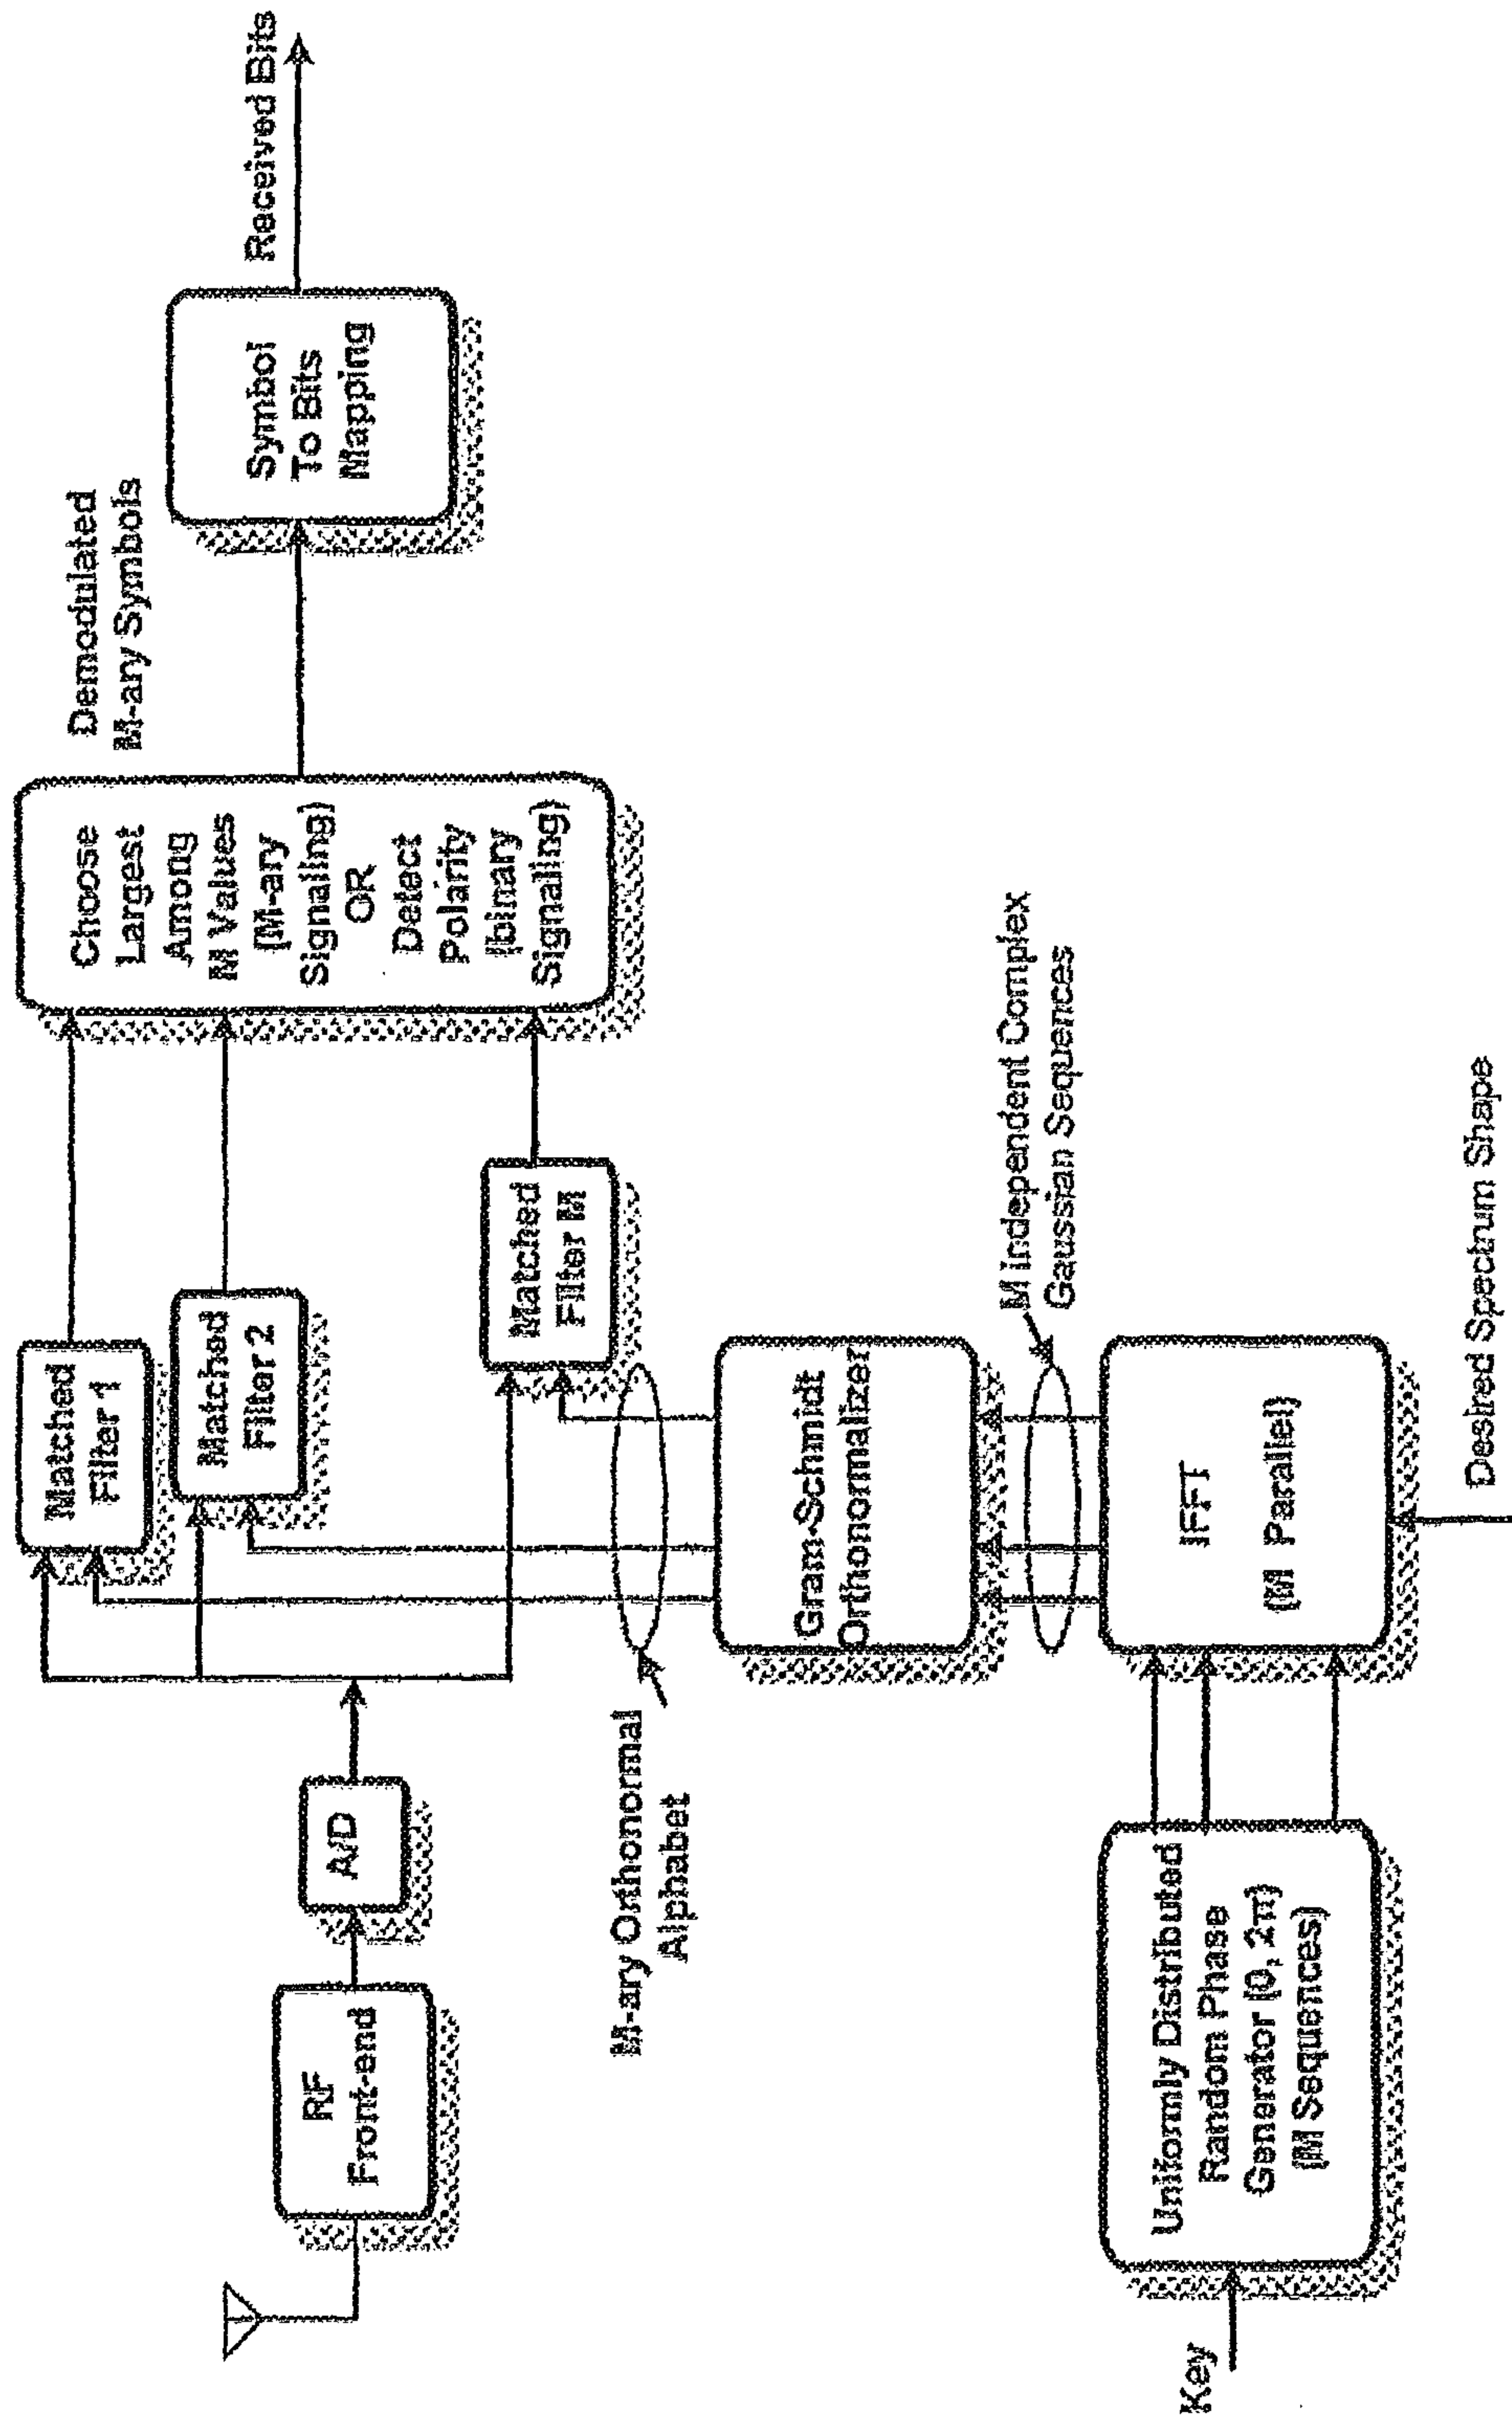 RF
Front-end
A/D
Matched
Filter 1
Matched
Filter 2
Matched
Filter M
Choose
Largest
Among
M Values
(M-ary
Signaling)
OR
Detect
Polarity
(binary
Signaling)
Demodulated
M-ary Symbols
Symbol
To Bits
Mapping
Received Bits
M-ary Orthonormal
Alphabet
Gram-Schmidt
Orthonormalizer
M Independent Complex
Gaussian Sequences
Key
Uniformly Distributed
Random Phase
Generator (0, 2π)
(M Sequences)
IFFT
(M Parallel)
Desired Spectrum Shape